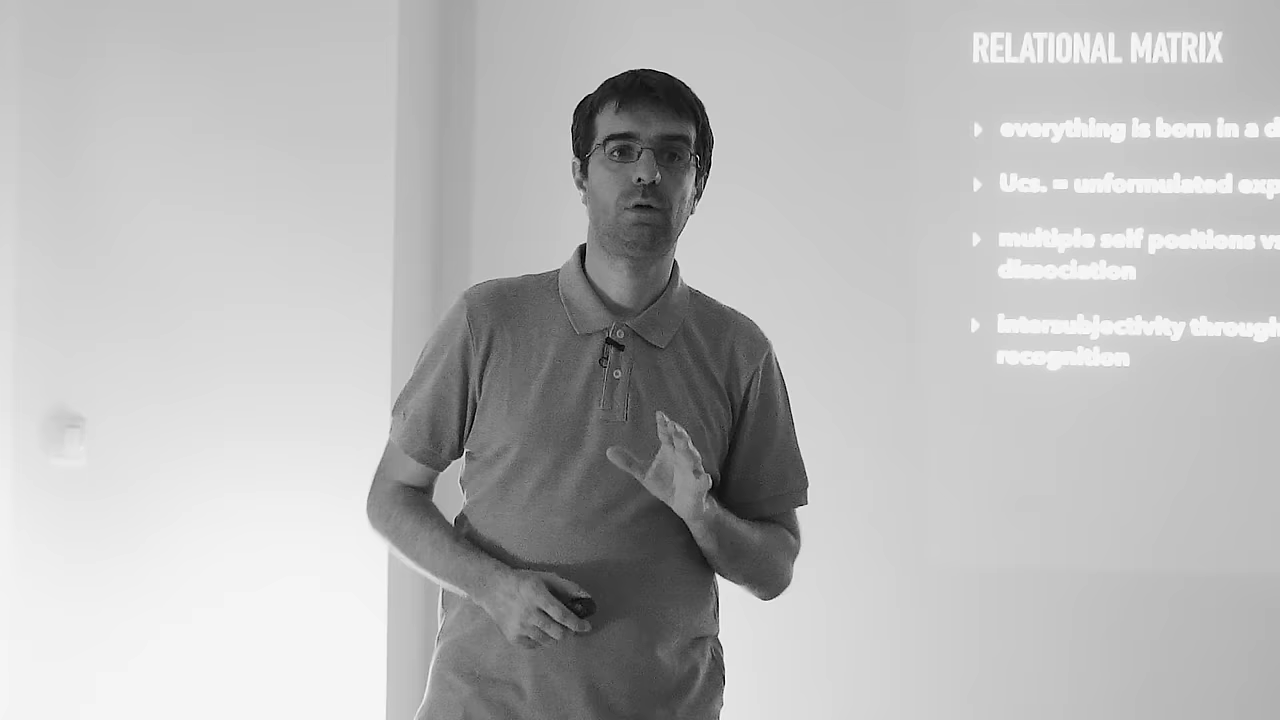 RELATIONAL MATRIX
everything is born in a d
Ucs. = unformulated exp
multiple self positions v
dissociation
intersubjectivity through
recognition